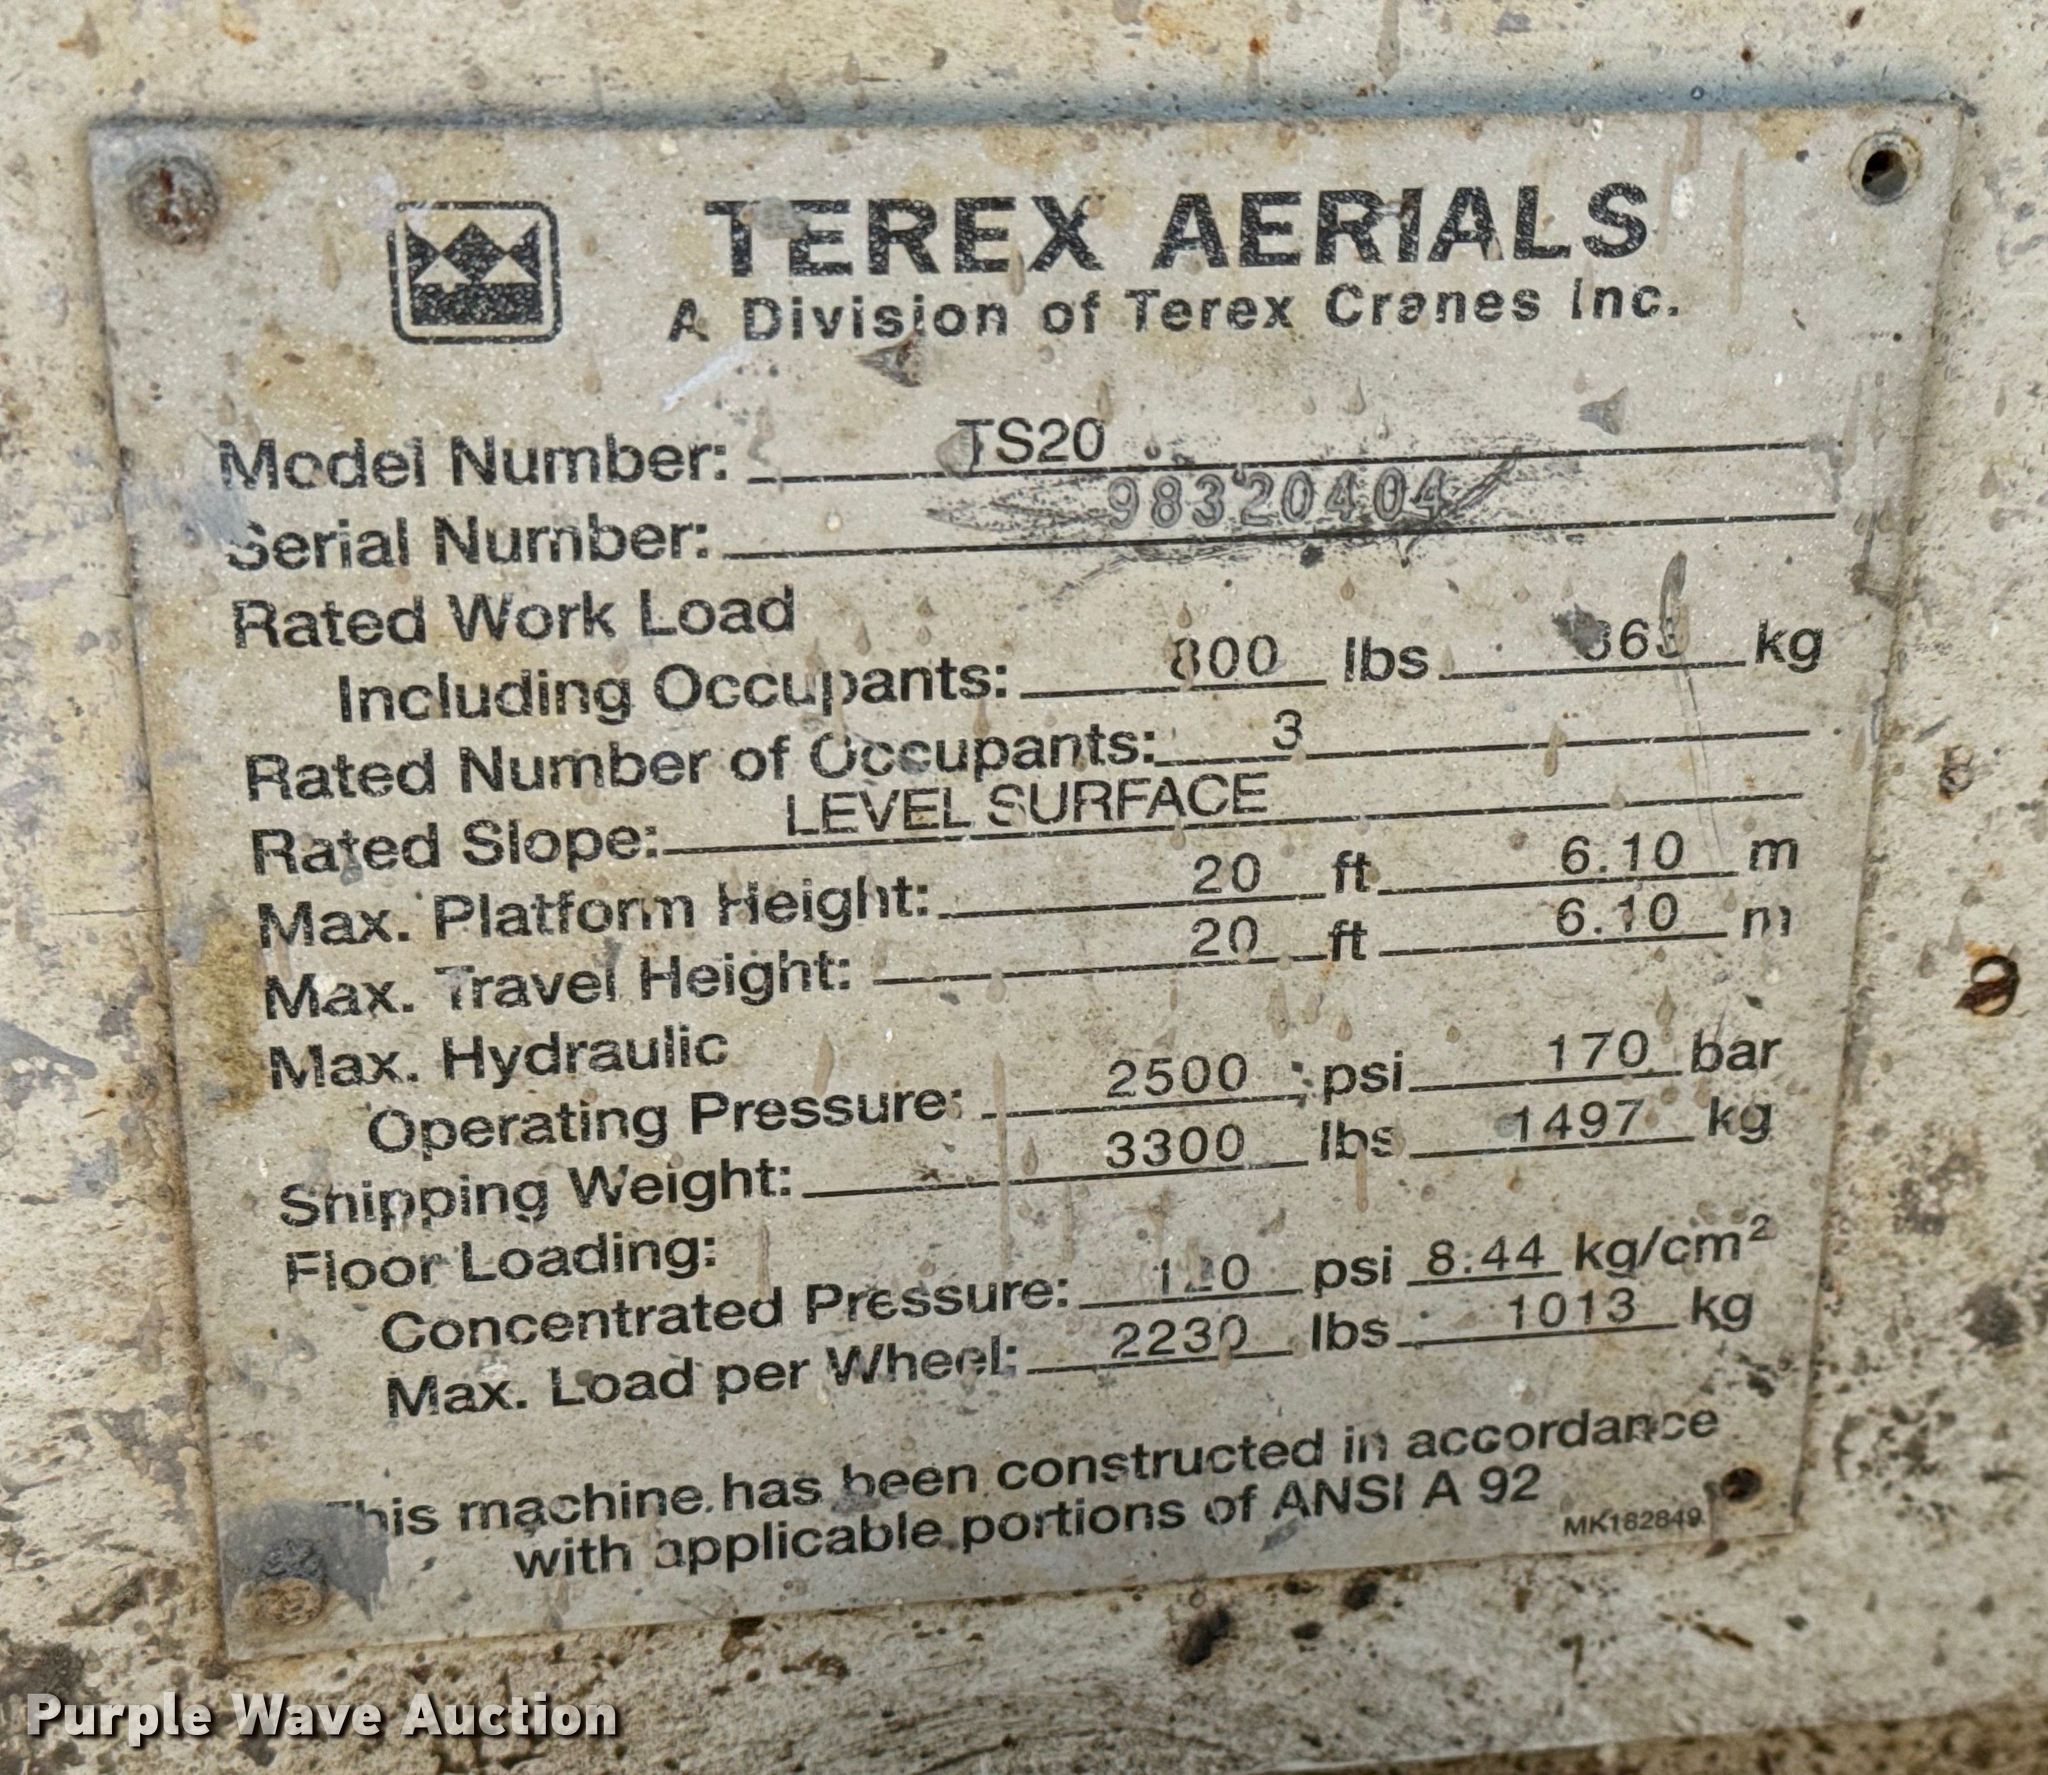 TEREX AERIALS
A Division of Terex Cranes Inc.
Model Number: TS20
Serial Number: 98320404
Rated Work Load
Including Occupants: 800 lbs 363 kg
Rated Number of Occupants: 3
Rated Slope: LEVEL SURFACE
Max. Platform Height: 20 ft 6.10 m
Max. Travel Height: 20 ft 6.10 m
Max. Hydraulic
Operating Pressure: 2500 psi 170 bar
Shipping Weight: 3300 lbs 1497 kg
Floor Loading:
Concentrated Pressure: 120 psi 8.44 kg/cm²
Max. Load per Wheel: 2230 lbs 1013 kg
This machine has been constructed in accordance
with applicable portions of ANSI A 92
MK182849
Purple Wave Auction